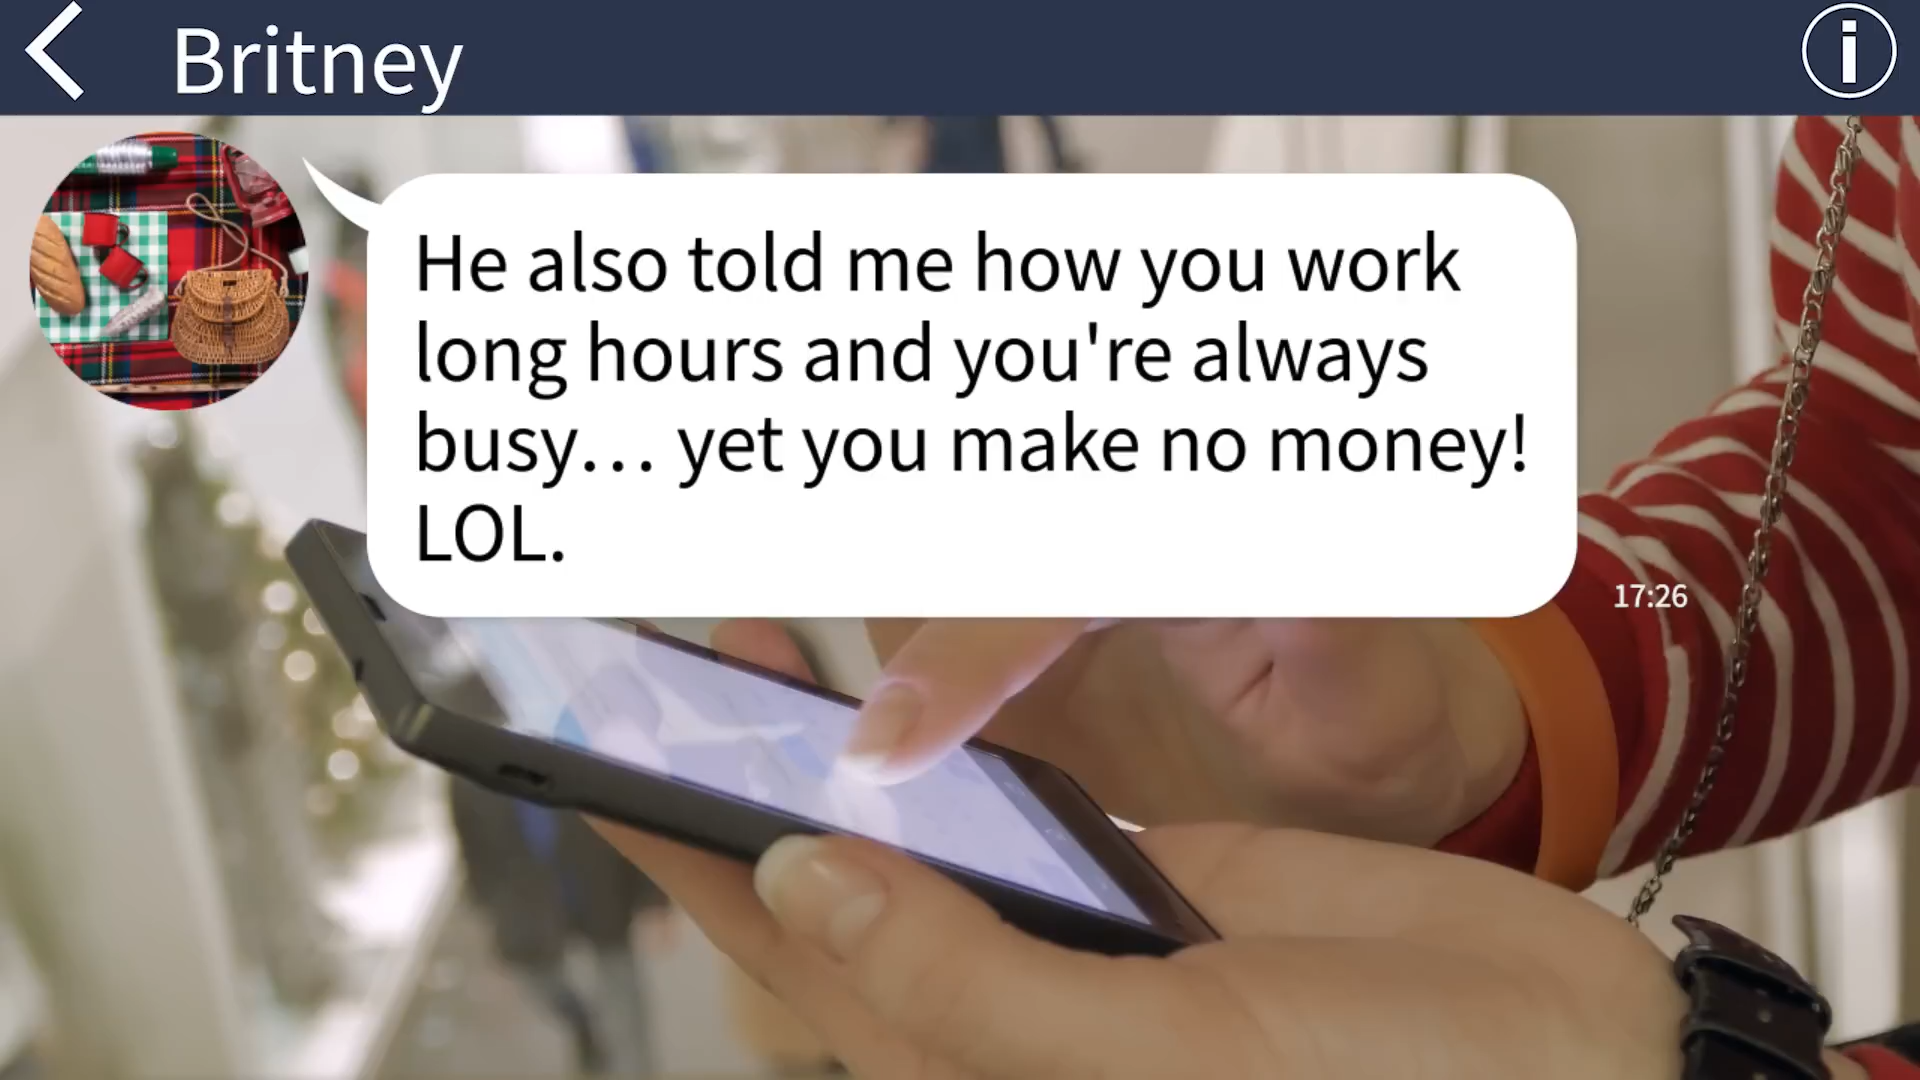 Britney
He also told me how you work
long hours and you're always
busy… yet you make no money!
LOL.
17:26